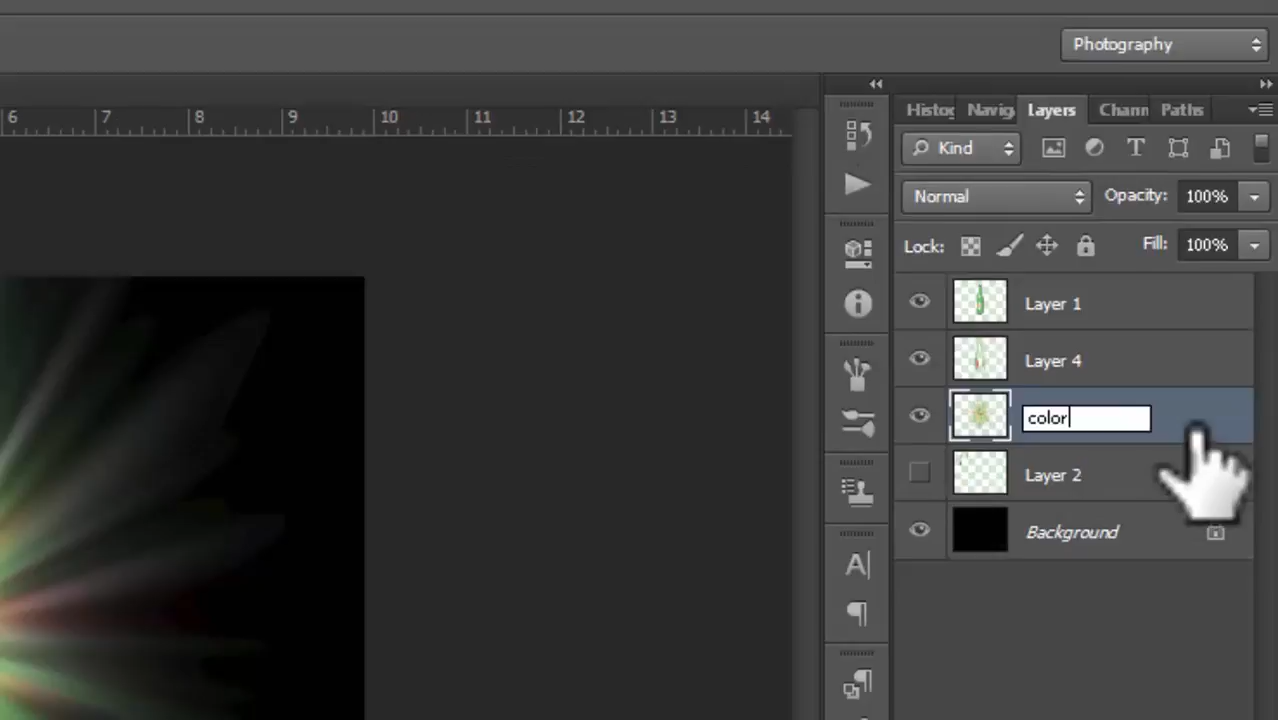 Photography
6 7 8 9 10 11 12 13 14
Histor Navig Layers Chann Paths
Kind T
Normal Opacity: 100%
Lock: Fill: 100%
Layer 1
Layer 4
color
Layer 2
Background
A